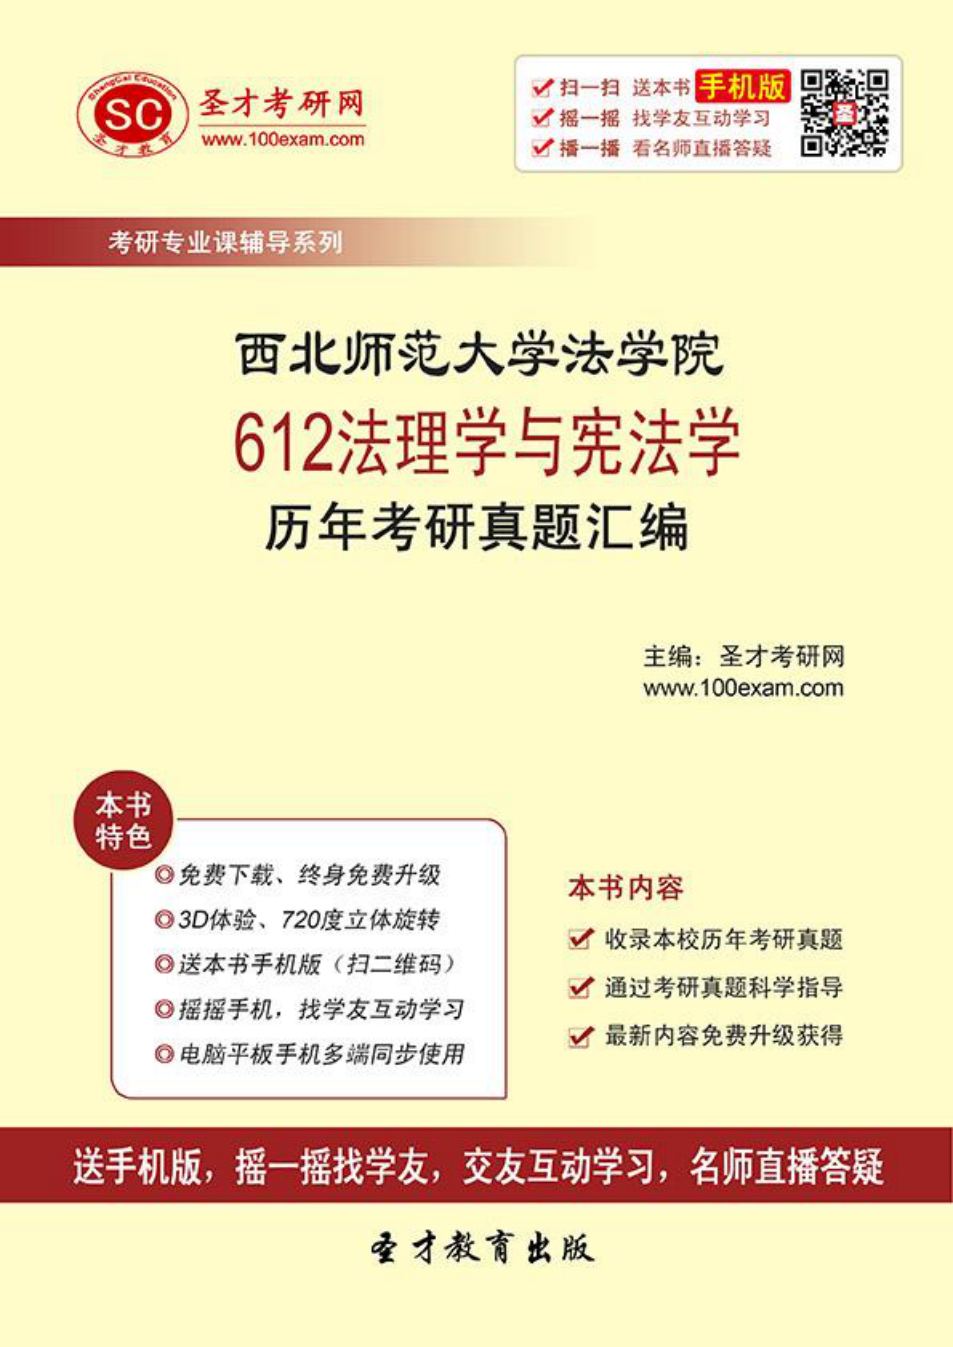 ShengCai Education
SC
圣才教育
圣才考研网
www.100exam.com
扫一扫 送本书 手机版
摇一摇 找学友互动学习
播一播 看名师直播答疑
圣
考研专业课辅导系列
西北师范大学法学院
612法理学与宪法学
历年考研真题汇编
主编：圣才考研网
www.100exam.com
本书
特色
◎免费下载、终身免费升级
◎3D体验、720度立体旋转
◎送本书手机版（扫二维码）
◎摇摇手机，找学友互动学习
◎电脑平板手机多端同步使用
本书内容
收录本校历年考研真题
通过考研真题科学指导
最新内容免费升级获得
送手机版，摇一摇找学友，交友互动学习，名师直播答疑
圣才教育出版